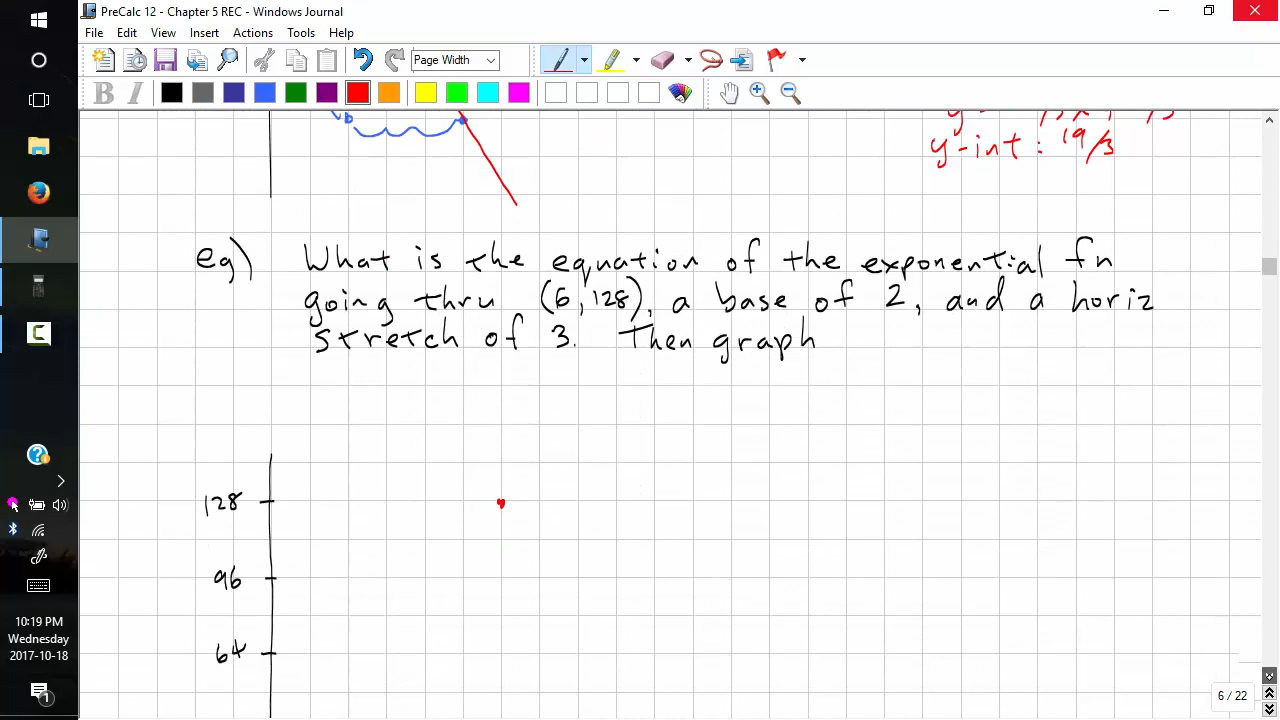 PreCalc 12 - Chapter 5 REC - Windows Journal
File Edit View Insert Actions Tools Help
Page Width
B I
y-int : 19/3
eg) What is the equation of the exponential fn
going thru (6, 128), a base of 2, and a horiz
stretch of 3. Then graph
128
96
64
10:19 PM
Wednesday
2017-10-18
1
6 / 22